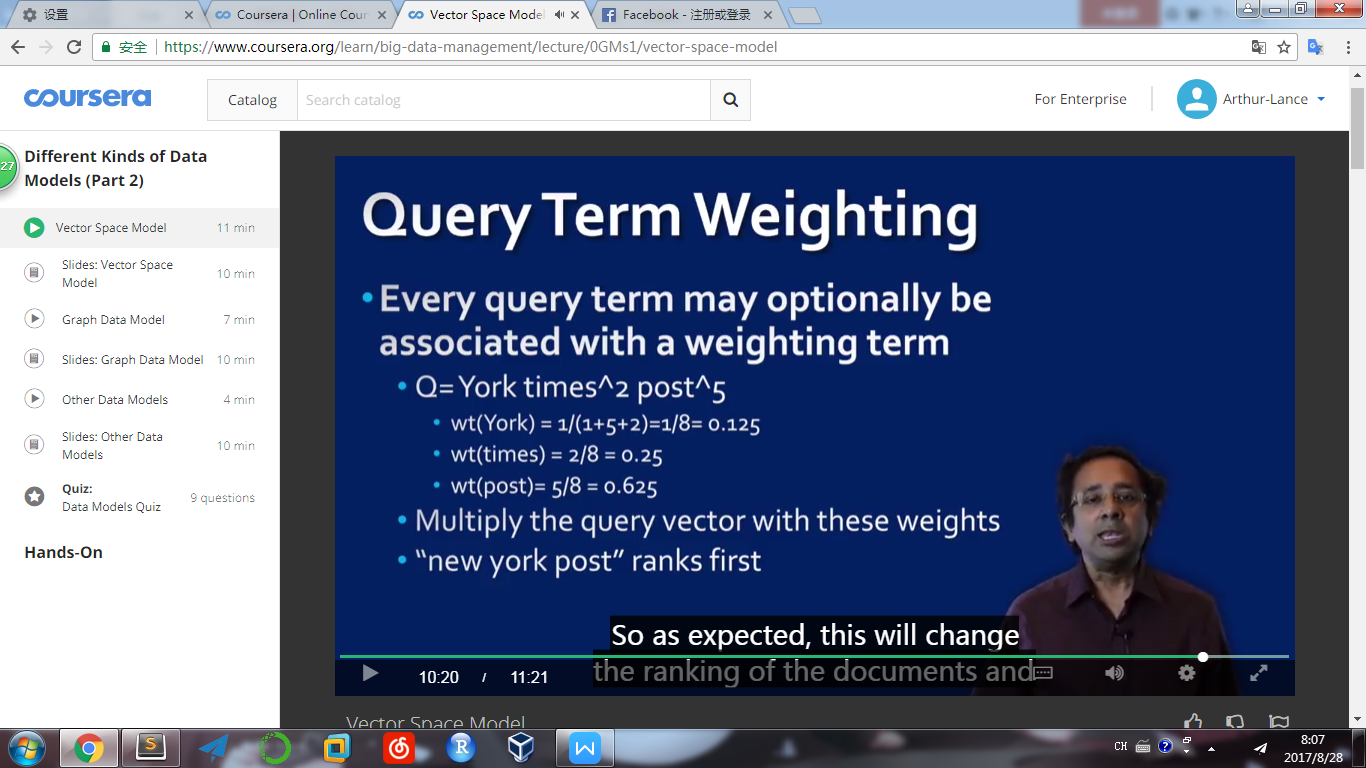 设置
Coursera | Online Cour
Vector Space Model
Facebook - 注册或登录
安全 https://www.coursera.org/learn/big-data-management/lecture/0GMs1/vector-space-model
coursera
Catalog
Search catalog
For Enterprise
Arthur-Lance
27
Different Kinds of Data
Models (Part 2)
Vector Space Model 11 min
Slides: Vector Space
Model
10 min
Graph Data Model 7 min
Slides: Graph Data Model 10 min
Other Data Models 4 min
Slides: Other Data
Models
10 min
Quiz:
Data Models Quiz
9 questions
Hands-On
Query Term Weighting
•Every query term may optionally be
associated with a weighting term
• Q= York times^2 post^5
• wt(York) = 1/(1+5+2)=1/8= 0.125
• wt(times) = 2/8 = 0.25
• wt(post)= 5/8 = 0.625
• Multiply the query vector with these weights
• “new york post” ranks first
So as expected, this will change
the ranking of the documents and
10:20 / 11:21
Vector Space Model
S
R
W
CH
8:07
2017/8/28